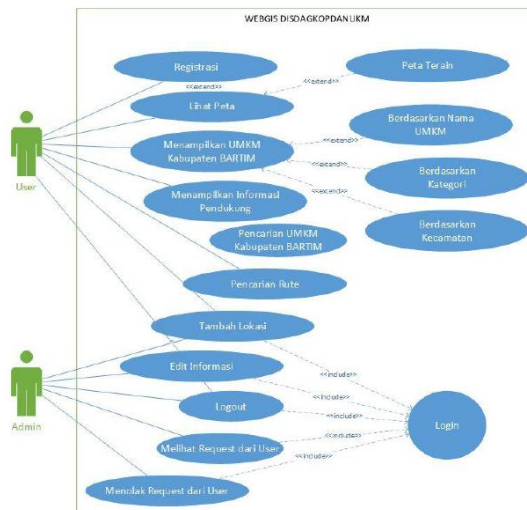 WEBGIS DISDAGKOPDANUKM
Registrasi
<<extend>>
Peta Terain
<<extend>>
Lihat Peta
Berdasarkan Nama
UMKM
<<extend>>
Menampilkan UMKM
Kabupaten BARTIM
<<extend>>
Berdasarkan
Kategori
<<extend>>
User
Menampilkan Informasi
Pendukung
Berdasarkan
Kecamatan
Pencarian UMKM
Kabupaten BARTIM
Pencarian Rute
Tambah Lokasi
<<include>>
Edit Informasi
<<include>>
Logout
<<include>>
Login
Admin
<<include>>
Melihat Request dari User
<<include>>
Menolak Request dari User